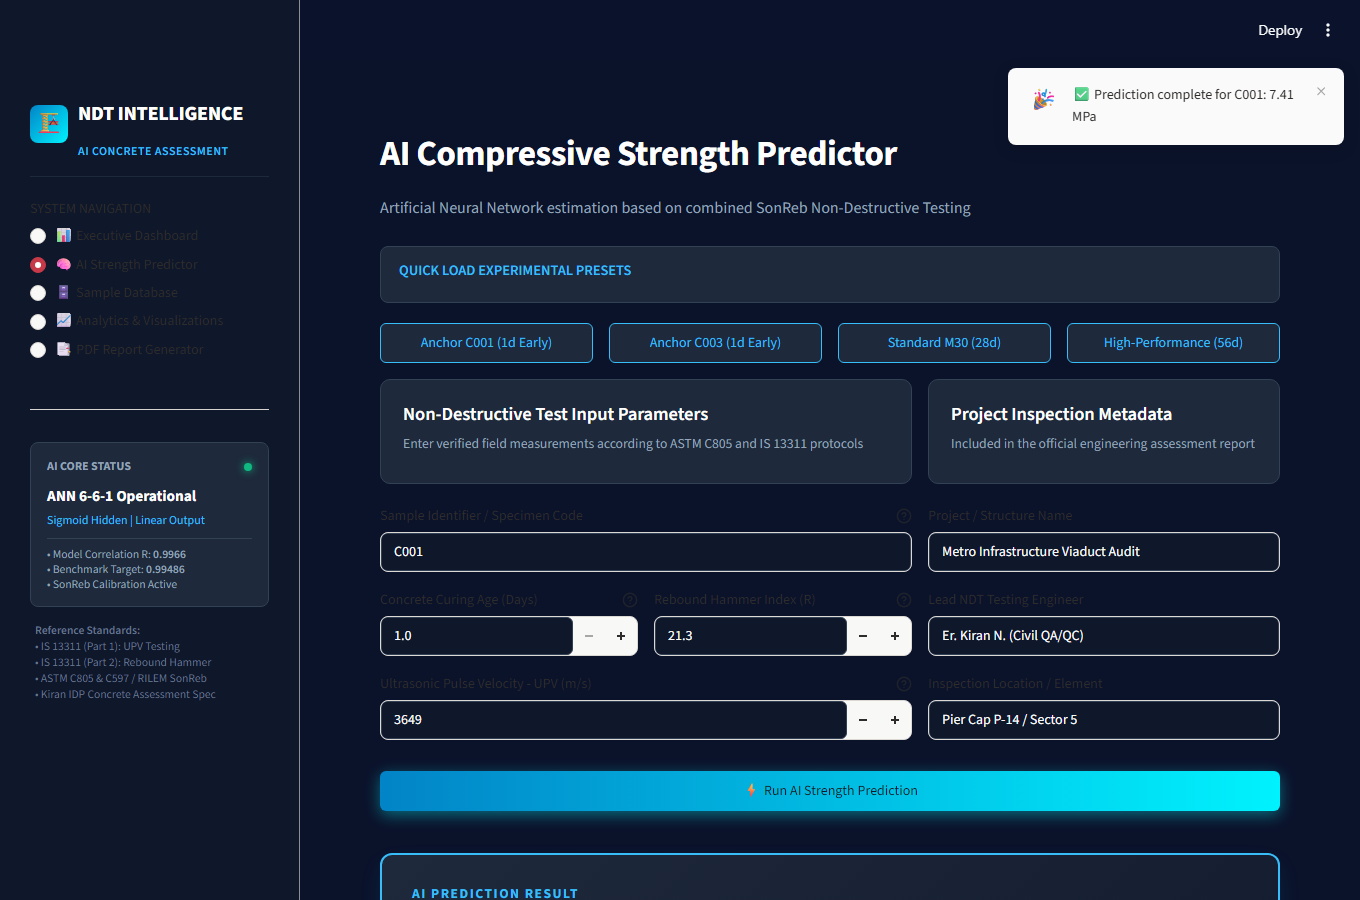 Deploy
✅ Prediction complete for C001: 7.41
MPa
NDT INTELLIGENCE
AI CONCRETE ASSESSMENT
SYSTEM NAVIGATION
Executive Dashboard
AI Strength Predictor
Sample Database
Analytics & Visualizations
PDF Report Generator
AI CORE STATUS
ANN 6-6-1 Operational
Sigmoid Hidden | Linear Output
• Model Correlation R: 0.9966
• Benchmark Target: 0.99486
• SonReb Calibration Active
Reference Standards:
• IS 13311 (Part 1): UPV Testing
• IS 13311 (Part 2): Rebound Hammer
• ASTM C805 & C597 / RILEM SonReb
• Kiran IDP Concrete Assessment Spec
AI Compressive Strength Predictor
Artificial Neural Network estimation based on combined SonReb Non-Destructive Testing
QUICK LOAD EXPERIMENTAL PRESETS
Anchor C001 (1d Early)
Anchor C003 (1d Early)
Standard M30 (28d)
High-Performance (56d)
Non-Destructive Test Input Parameters
Enter verified field measurements according to ASTM C805 and IS 13311 protocols
Project Inspection Metadata
Included in the official engineering assessment report
Sample Identifier / Specimen Code
C001
Project / Structure Name
Metro Infrastructure Viaduct Audit
Concrete Curing Age (Days)
1.0
Rebound Hammer Index (R)
21.3
Lead NDT Testing Engineer
Er. Kiran N. (Civil QA/QC)
Ultrasonic Pulse Velocity - UPV (m/s)
3649
Inspection Location / Element
Pier Cap P-14 / Sector 5
Run AI Strength Prediction
AI PREDICTION RESULT